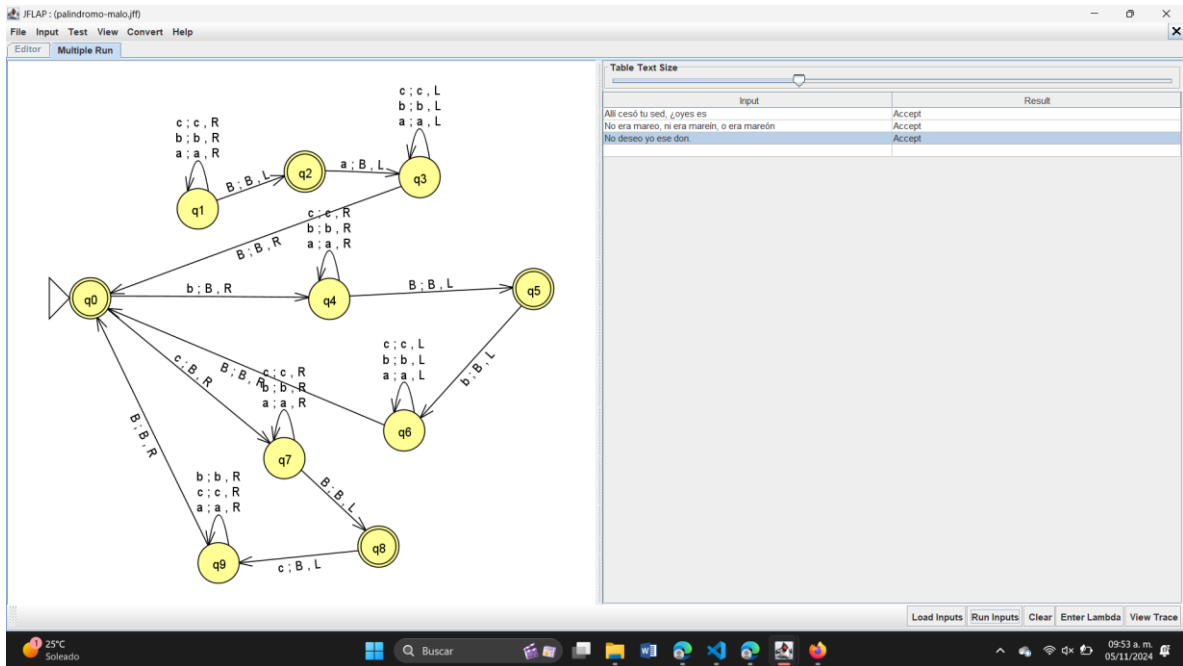 JFLAP : (palindromo-malo.jff)
File Input Test View Convert Help
Editor Multiple Run
Table Text Size
Input Result
Allí cesó tu sed, ¿oyes es Accept
No era mareo, ni era mareín, o era mareón Accept
No deseo yo ese don. Accept
c ; c , R
b ; b , R
a ; a , R
q1
B ; B , L
q2
a ; B , L
c ; c , L
b ; b , L
a ; a , L
q3
B ; B , R
c ; c , R
b ; b , R
a ; a , R
q0
b ; B , R
q4
B ; B , L
q5
b ; B , L
c ; c , L
b ; b , L
a ; a , L
q6
B ; B , R
c ; B , R
c ; c , R
b ; b , R
a ; a , R
q7
B ; B , L
q8
c ; B , L
b ; b , R
c ; c , R
a ; a , R
q9
B ; B , R
Load Inputs Run Inputs Clear Enter Lambda View Trace
1
25°C
Soleado
Buscar
09:53 a. m.
05/11/2024